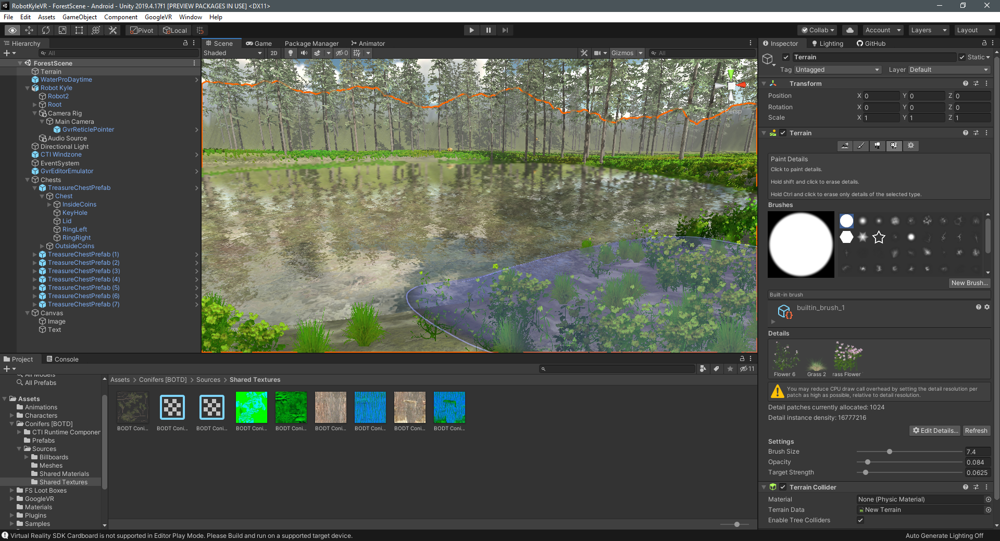 RobotKyleVR - ForestScene - Android - Unity 2019.4.17f1 [PREVIEW PACKAGES IN USE] <DX11>
File Edit Assets GameObject Component GoogleVR Window Help
Pivot Local Collab Account Layers Layout
Hierarchy
All
ForestScene
Terrain
WaterProDaytime
Robot Kyle
Robot2
Root
Camera Rig
Main Camera
GvrReticlePointer
Audio Source
Directional Light
CTI Windzone
EventSystem
GvrEditorEmulator
Chests
TreasureChestPrefab
Chest
InsideCoins
KeyHole
Lid
RingLeft
RingRight
OutsideCoins
TreasureChestPrefab (1)
TreasureChestPrefab (2)
TreasureChestPrefab (3)
TreasureChestPrefab (4)
TreasureChestPrefab (5)
TreasureChestPrefab (6)
TreasureChestPrefab (7)
Canvas
Image
Text
Scene Game Package Manager Animator
Shaded 2D 0 Gizmos All
x
Persp
Inspector Lighting GitHub
Terrain Static
Tag Untagged Layer Default
Transform
Position X 0 Y 0 Z 0
Rotation X 0 Y 0 Z 0
Scale X 1 Y 1 Z 1
Terrain
Paint Details
Click to paint details.
Hold shift and click to erase details.
Hold Ctrl and click to erase only details of the selected type.
Brushes
New Brush...
Built-in brush
builtin_brush_1
Details
Flower 6 Grass 2 rass Flower
You may reduce CPU draw call overhead by setting the detail resolution per
patch as high as possible, relative to detail resolution.
Detail patches currently allocated: 1024
Detail instance density: 16777216
Edit Details... Refresh
Settings
Brush Size 7.4
Opacity 0.084
Target Strength 0.0625
Terrain Collider
Material None (Physic Material)
Terrain Data New Terrain
Enable Tree Colliders
Project Console
11
All Models
All Prefabs
Assets
Animations
Characters
Conifers [BOTD]
CTI Runtime Componer
Prefabs
Sources
Billboards
Meshes
Shared Materials
Shared Textures
FS Loot Boxes
GoogleVR
Materials
Plugins
Samples
Assets > Conifers [BOTD] > Sources > Shared Textures
BODT Coni... BODT Coni... BODT Coni... BODT Coni... BODT Coni... BODT Coni... BODT Coni... BODT Coni... BODT Coni...
Virtual Reality SDK Cardboard is not supported in Editor Play Mode. Please Build and run on a supported target device.
Auto Generate Lighting Off